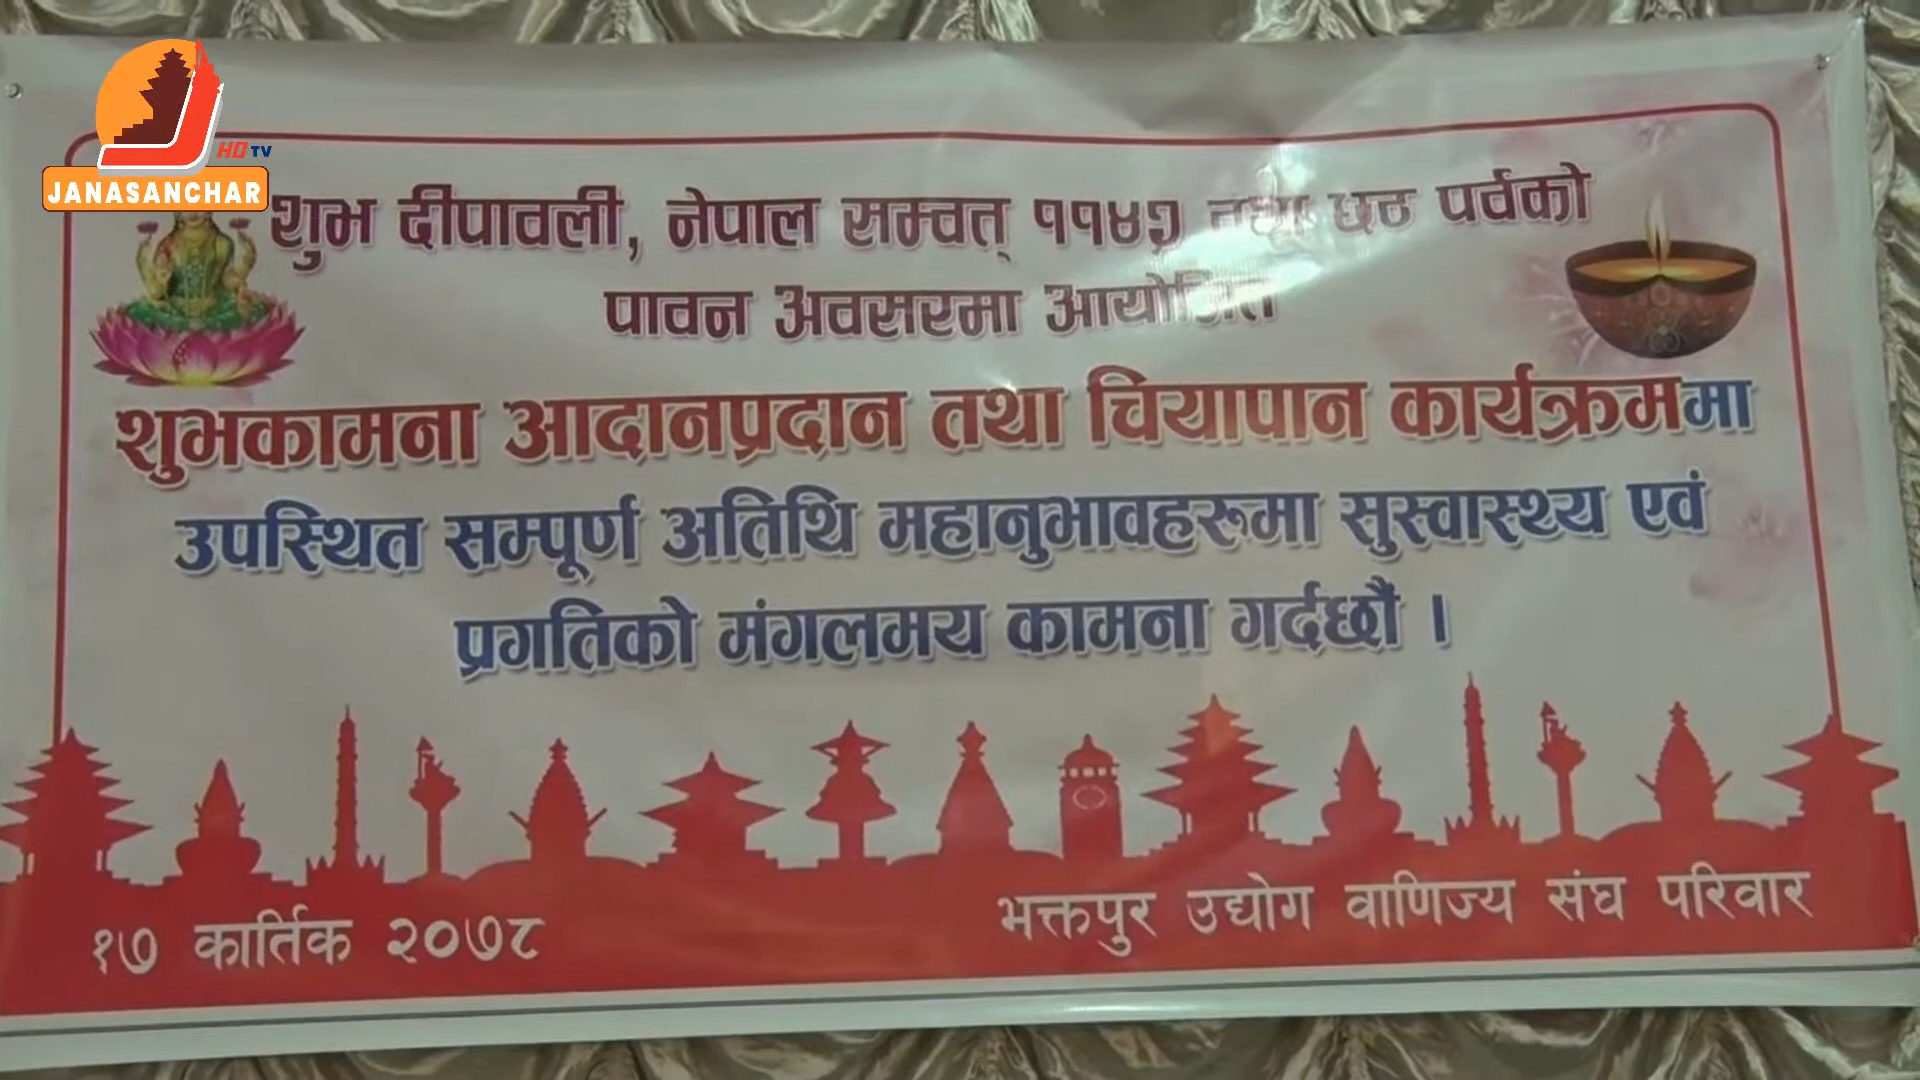 HD TV
JANASANCHAR
शुभ दीपावली, नेपाल सम्वत् ११४२ तथा छठ पर्वको
पावन अवसरमा आयोजित
शुभकामना आदानप्रदान तथा चियापान कार्यक्रममा
उपस्थित सम्पूर्ण अतिथि महानुभावहरुमा सुस्वास्थ्य एवं
प्रगतिको मंगलमय कामना गर्दछौं ।
१७ कार्तिक २०७८
भक्तपुर उद्योग वाणिज्य संघ परिवार